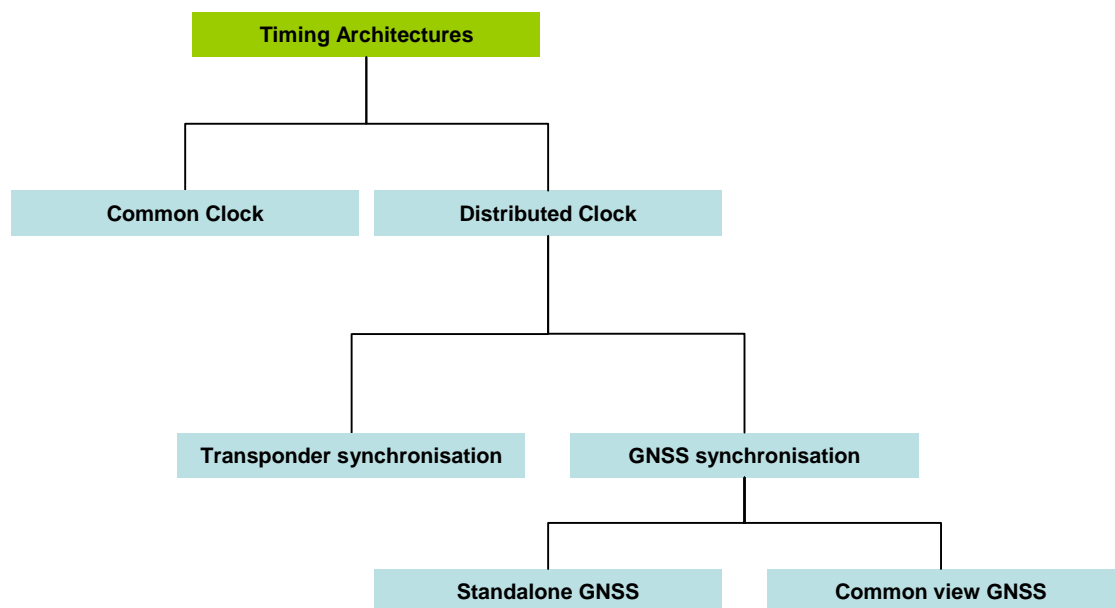 Timing Architectures
Common Clock
Distributed Clock
Transponder synchronisation
GNSS synchronisation
Standalone GNSS
Common view GNSS